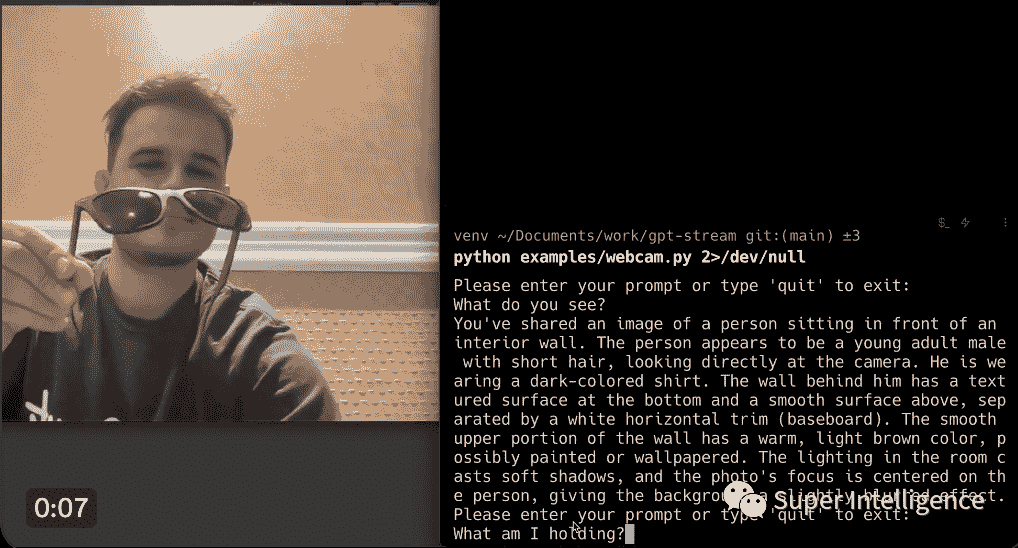 0:07
venv ~/Documents/work/gpt-stream git:(main) ±3
python examples/webcam.py 2>/dev/null
Please enter your prompt or type 'quit' to exit:
What do you see?
You've shared an image of a person sitting in front of an
interior wall. The person appears to be a young adult male
with short hair, looking directly at the camera. He is we
aring a dark-colored shirt. The wall behind him has a text
ured surface at the bottom and a smooth surface above, sep
arated by a white horizontal trim (baseboard). The smooth
upper portion of the wall has a warm, light brown color, p
ossibly painted or wallpapered. The lighting in the room c
asts soft shadows, and the photo's focus is centered on th
e person, giving the background a slightly blurred effect.
Please enter your prompt or type 'quit' to exit:
What am I holding?
Super Intelligence